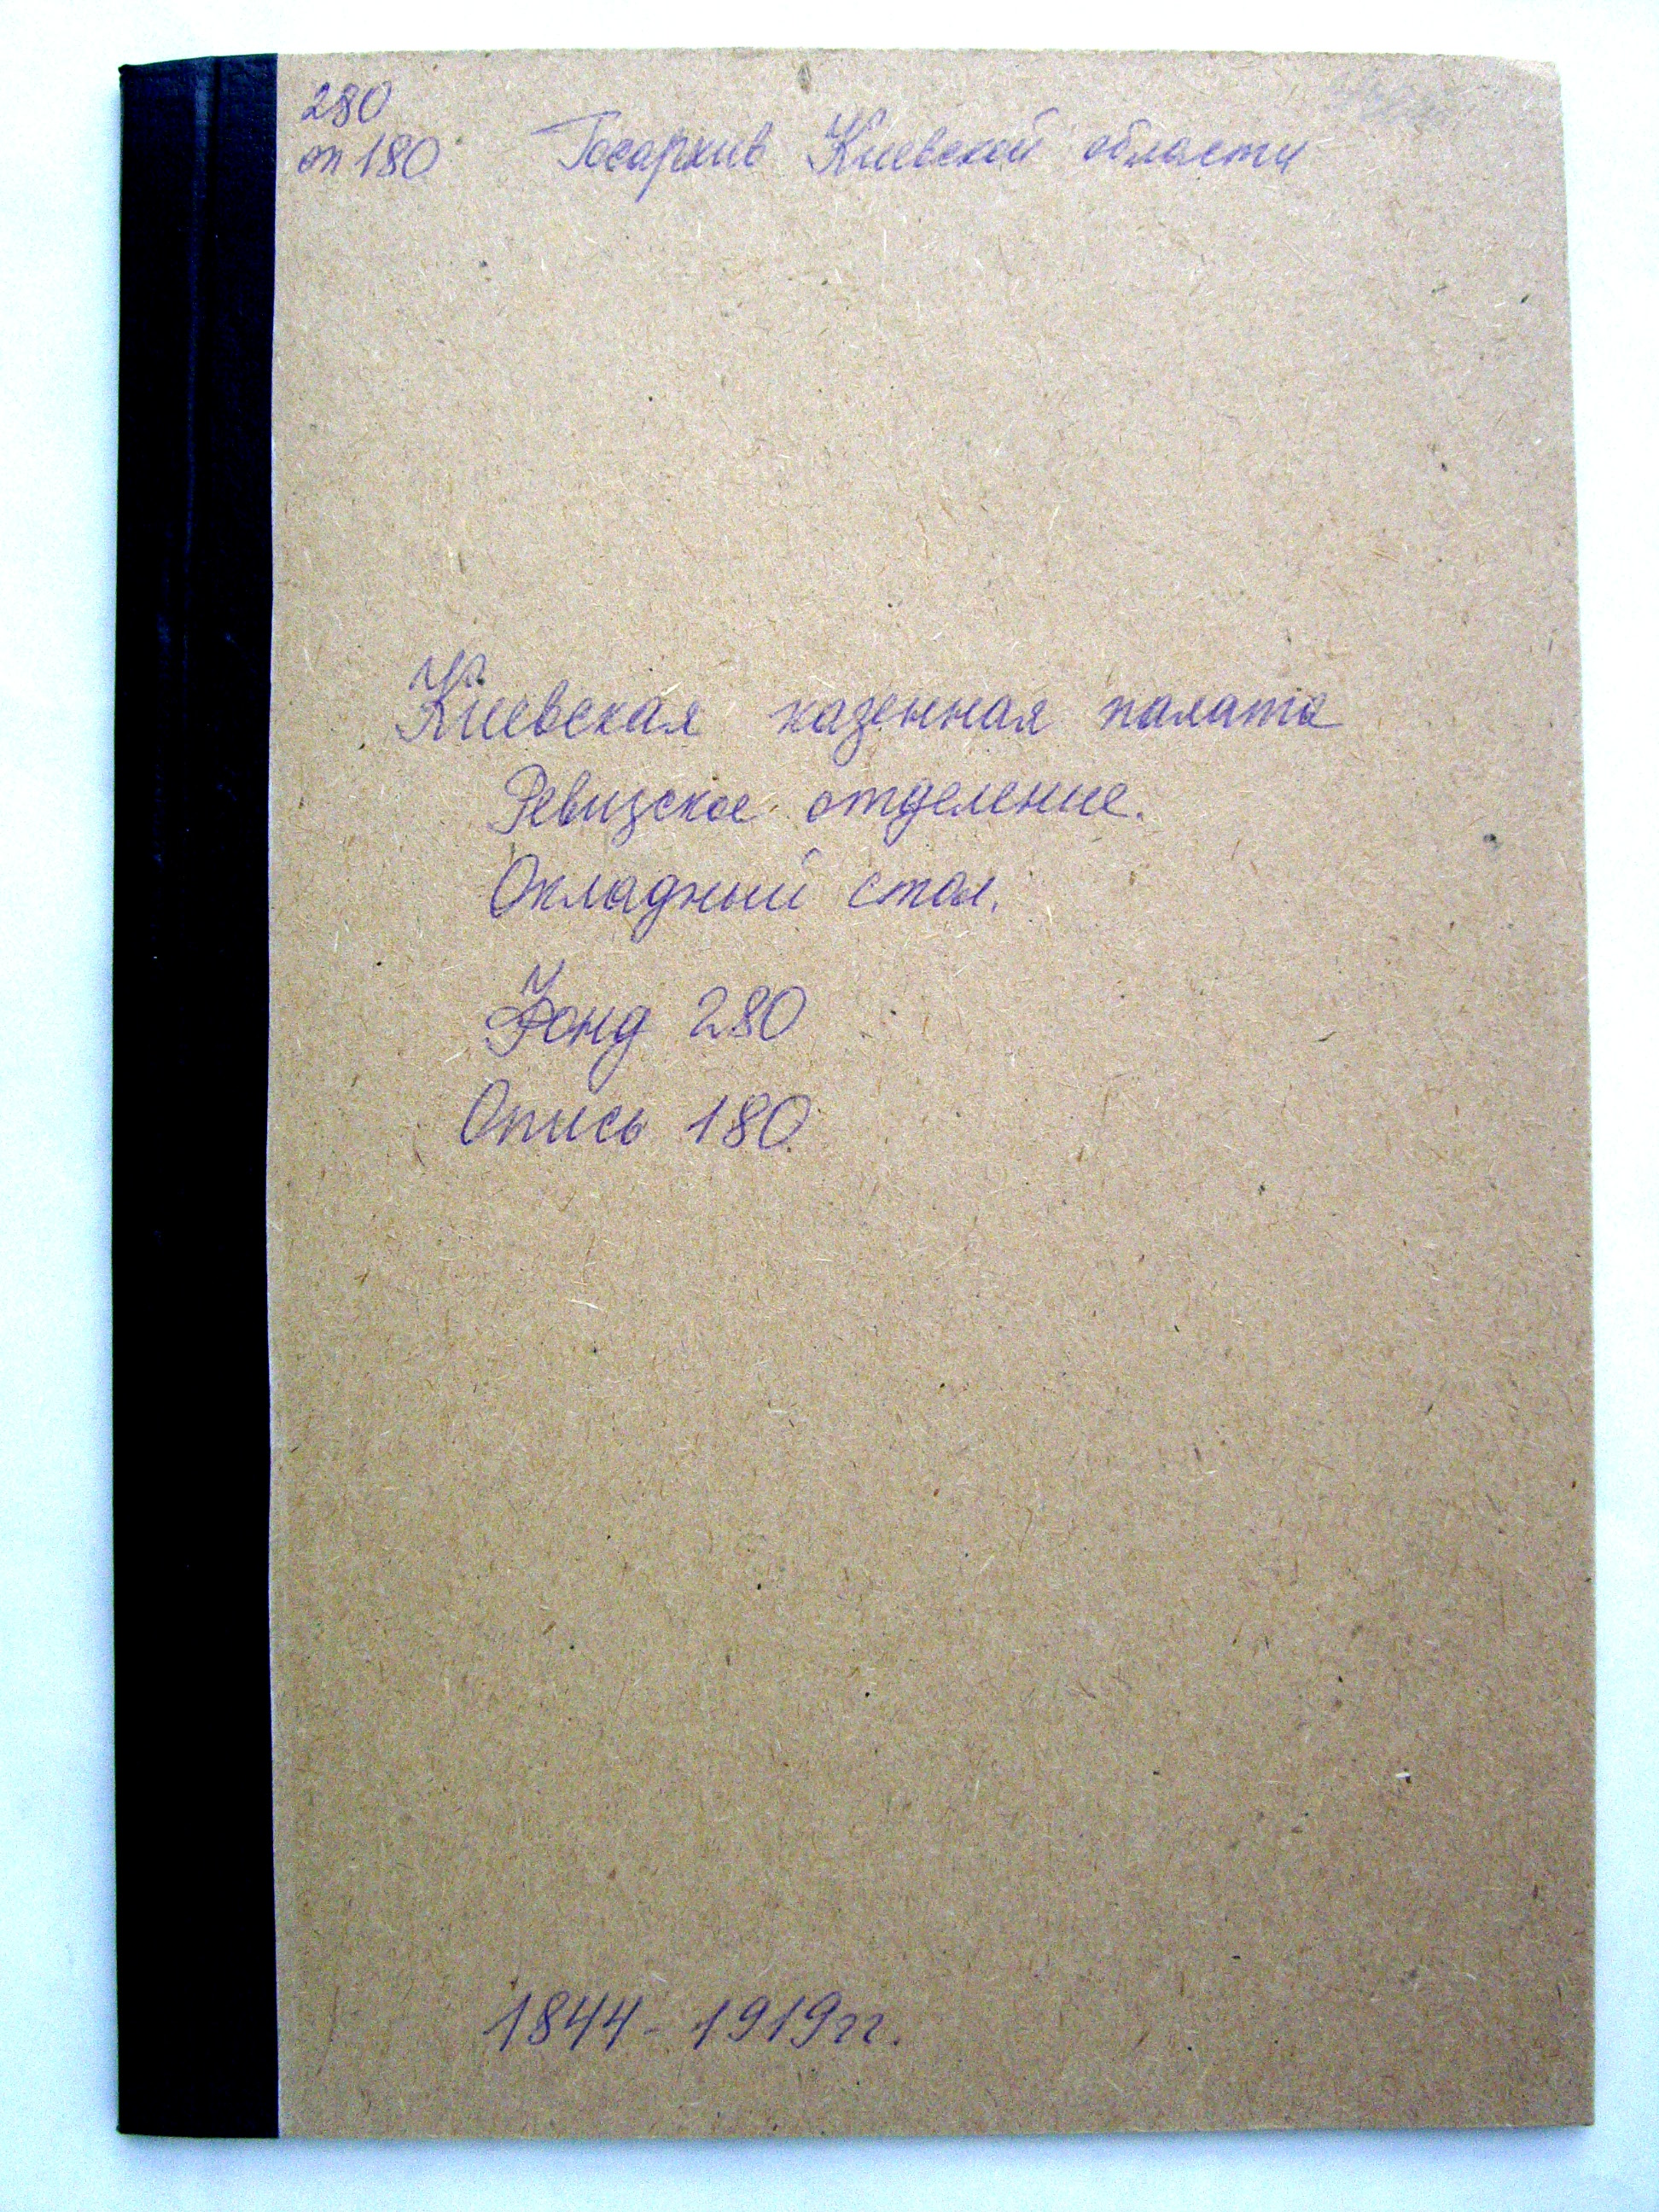 280
оп 180
Госархив Киевской области
Киевская казенная палата
Ревизское отделение.
Окладный стол.
Фонд 280
Опись 180
1844 - 1919 гг.